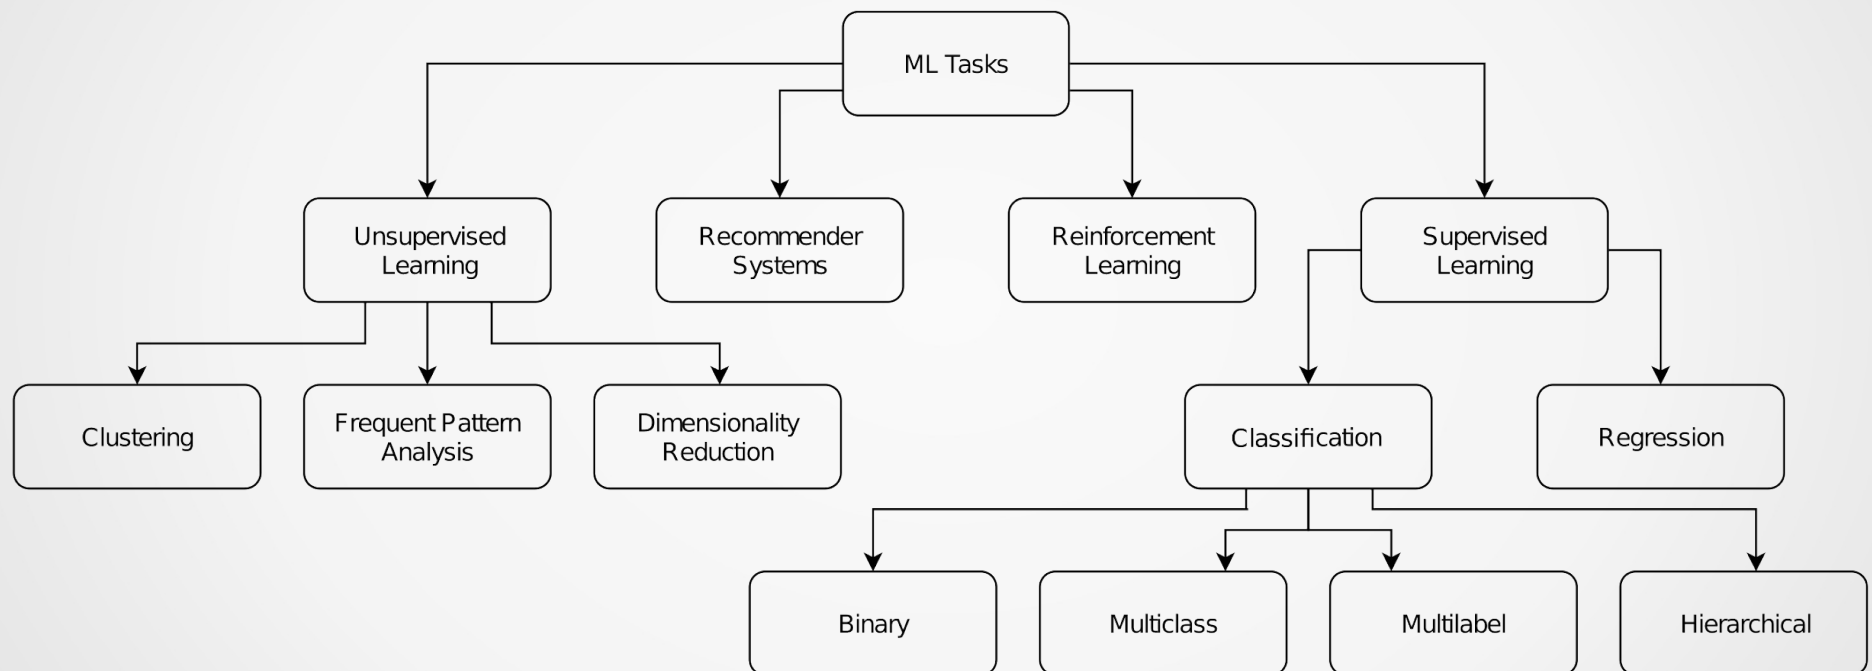 ML Tasks
Unsupervised
Learning
Recommender
Systems
Reinforcement
Learning
Supervised
Learning
Clustering
Frequent Pattern
Analysis
Dimensionality
Reduction
Classification
Regression
Binary
Multiclass
Multilabel
Hierarchical